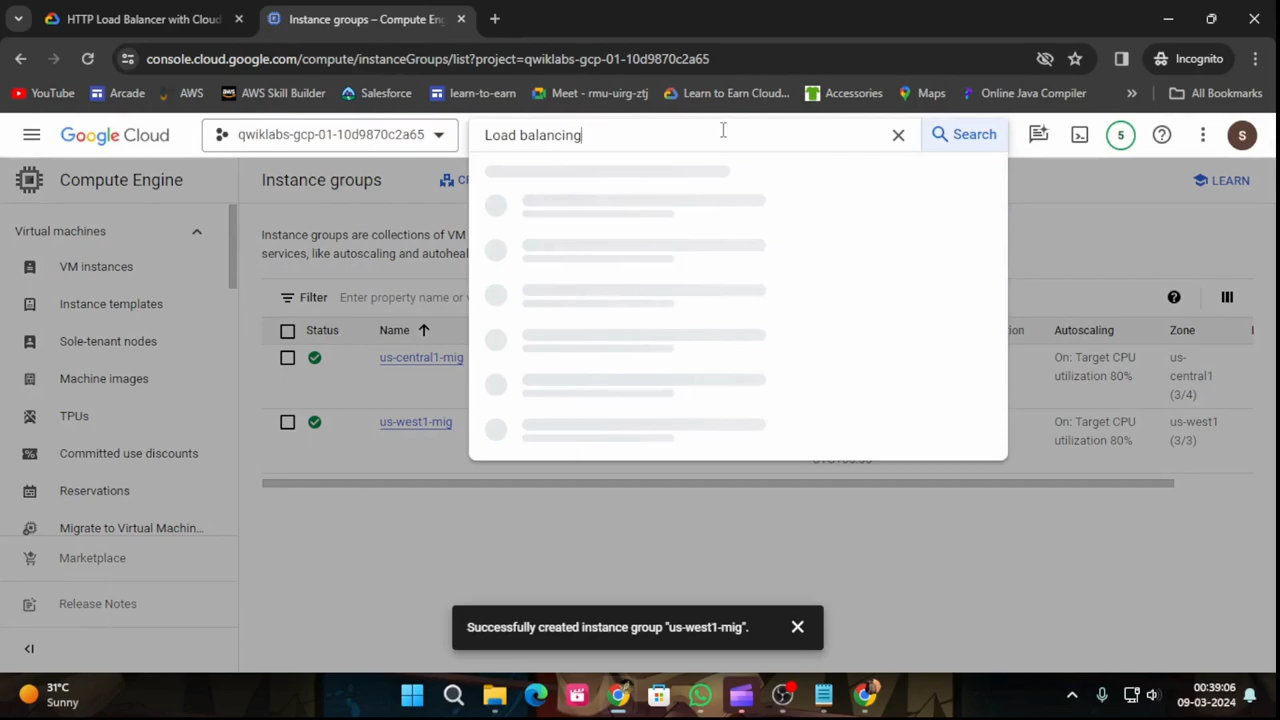 HTTP Load Balancer with Cloud
Instance groups – Compute Eng
console.cloud.google.com/compute/instanceGroups/list?project=qwiklabs-gcp-01-10d9870c2a65
Incognito
YouTube
Arcade
AWS
AWS Skill Builder
Salesforce
learn-to-earn
Meet - rmu-uirg-ztj
Learn to Earn Cloud...
Accessories
Maps
Online Java Compiler
All Bookmarks
Google Cloud
qwiklabs-gcp-01-10d9870c2a65
Load balancing
Search
5
S
Compute Engine
Instance groups
LEARN
Virtual machines
VM instances
Instance templates
Sole-tenant nodes
Machine images
TPUs
Committed use discounts
Reservations
Migrate to Virtual Machin...
Marketplace
Release Notes
Instance groups are collections of VM
services, like autoscaling and autoheal
Filter
Enter property name or
Status
Name
Autoscaling
Zone
us-central1-mig
On: Target CPU
utilization 80%
us-
central1
(3/4)
us-west1-mig
On: Target CPU
utilization 80%
us-west1
(3/3)
Successfully created instance group "us-west1-mig".
31°C
Sunny
00:39:06
09-03-2024